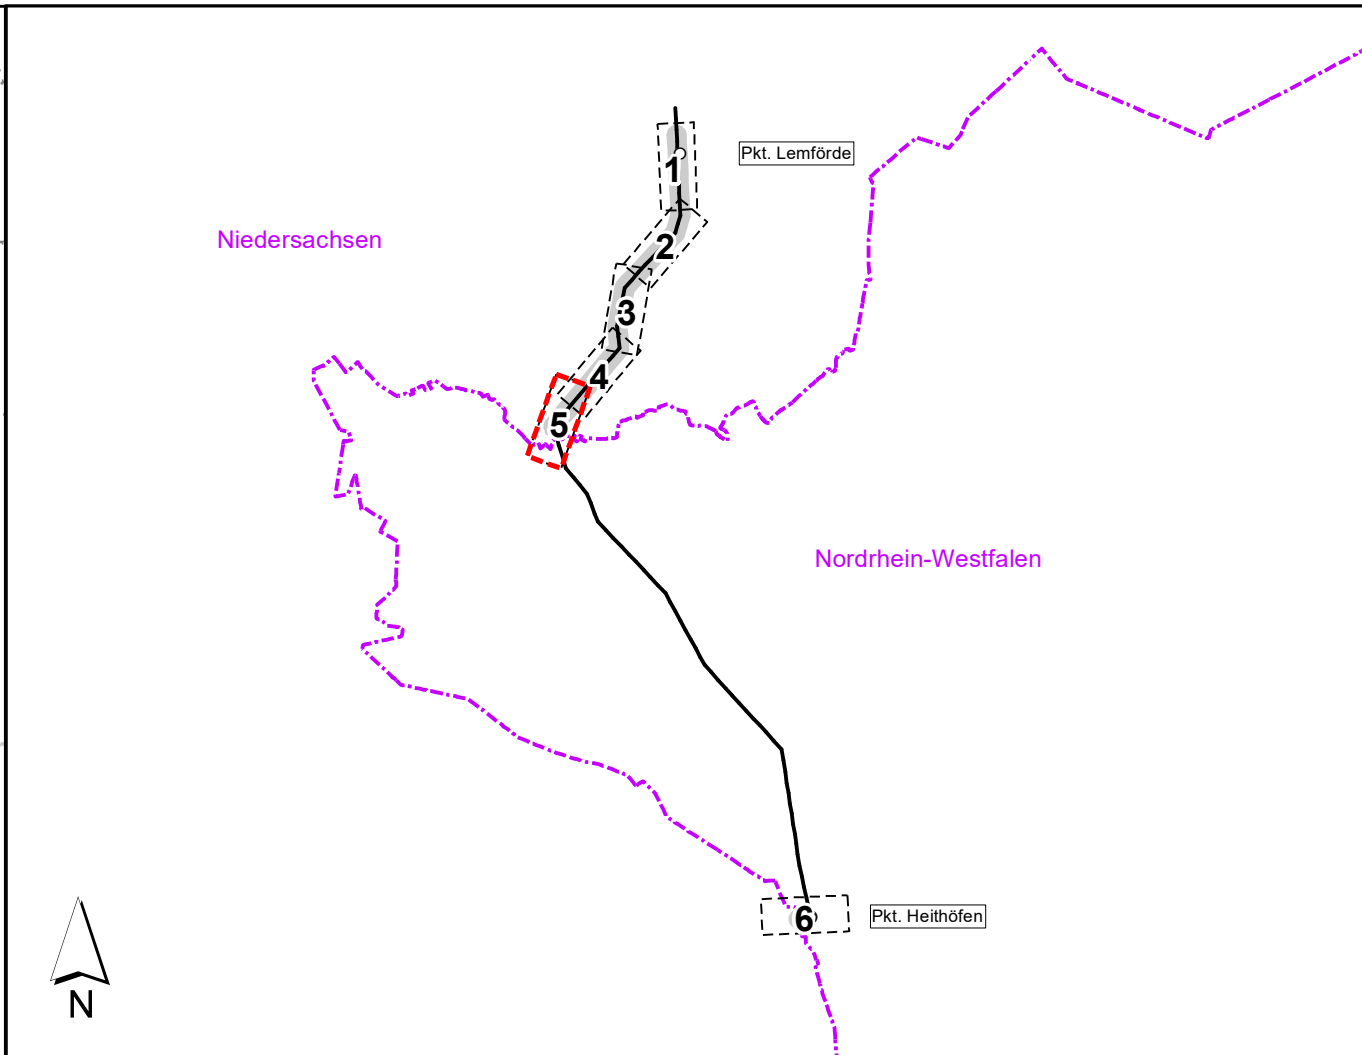 Pkt. Lemförde
1
Niedersachsen
2
3
4
5
Nordrhein-Westfalen
6
Pkt. Heithöfen
N